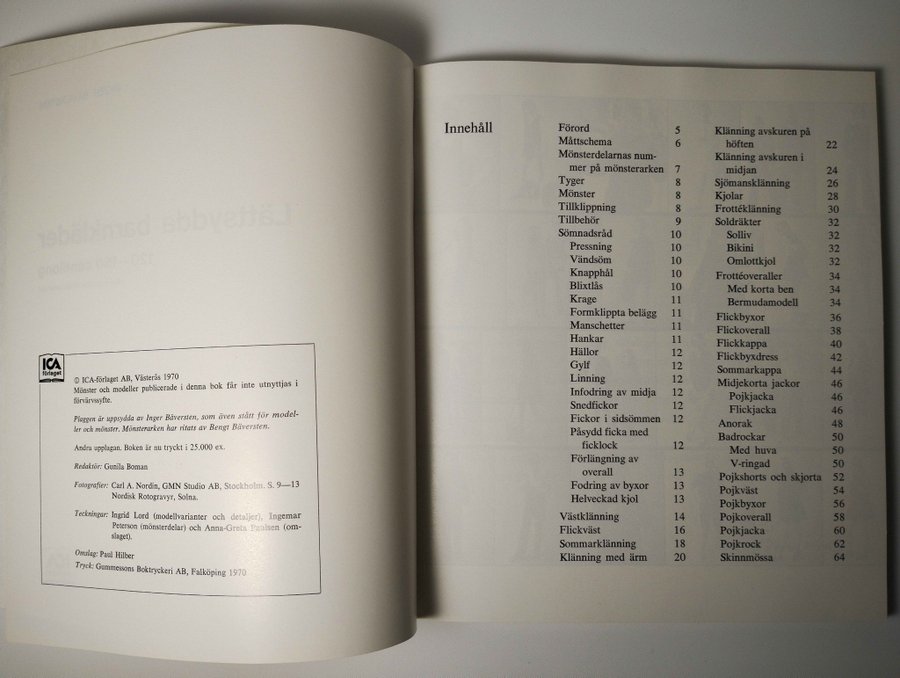 ICA
förlaget
© ICA-förlaget AB, Västerås 1970
Mönster och modeller publicerade i denna bok får inte utnyttjas i
förvärvssyfte.
Plaggen är uppsydda av Inger Bäversten, som även stått för model-
ler och mönster. Mönsterarken har ritats av Bengt Bäversten.
Andra upplagan. Boken är nu tryckt i 25.000 ex.
Redaktör: Gunila Boman
Fotografier: Carl A. Nordin, GMN Studio AB, Stockholm. S. 9—13
Nordisk Rotogravyr, Solna.
Teckningar: Ingrid Lord (modellvarianter och detaljer), Ingemar
Peterson (mönsterdelar) och Anna-Greta Paulsen (om-
slaget).
Omslag: Paul Hilber
Tryck: Gummessons Boktryckeri AB, Falköping 1970
Innehåll
Förord 5
Måttschema 6
Mönsterdelarnas num-
mer på mönsterarken 7
Tyger 8
Mönster 8
Tillklippning 8
Tillbehör 9
Sömnadsråd 10
Pressning 10
Vändsöm 10
Knapphål 10
Blixtlås 10
Krage 11
Formklippta belägg 11
Manschetter 11
Hankar 11
Hällor 12
Gylf 12
Linning 12
Infodring av midja 12
Snedfickor 12
Fickor i sidsömmen 12
Påsydd ficka med
ficklock 12
Förlängning av
overall 13
Fodring av byxor 13
Helveckad kjol 13
Västklänning 14
Flickväst 16
Sommarklänning 18
Klänning med ärm 20
Klänning avskuren på
höften 22
Klänning avskuren i
midjan 24
Sjömansklänning 26
Kjolar 28
Frottéklänning 30
Soldräkter 32
Solliv 32
Bikini 32
Omlottkjol 32
Frottéoveraller 34
Med korta ben 34
Bermudamodell 34
Flickbyxor 36
Flickoverall 38
Flickkappa 40
Flickbyxdress 42
Sommarkappa 44
Midjekorta jackor 46
Pojkjacka 46
Flickjacka 46
Anorak 48
Badrockar 50
Med huva 50
V-ringad 50
Pojkshorts och skjorta 52
Pojkväst 54
Pojkbyxor 56
Pojkoverall 58
Pojkjacka 60
Pojkrock 62
Skinnmössa 64